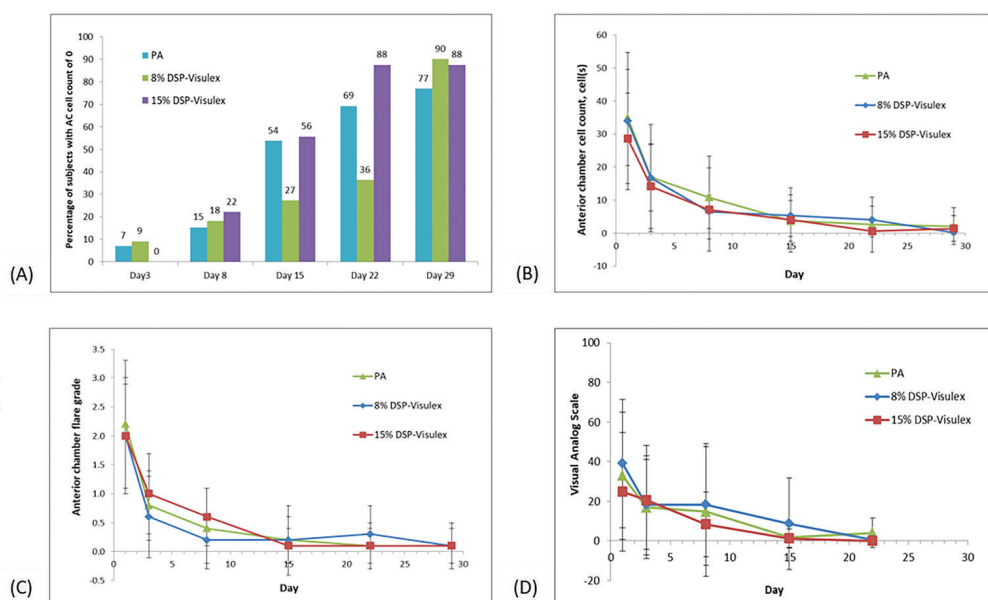 Percentage of subjects with AC cell count of 0
100
90
80
70
60
50
40
30
20
10
0
PA
8% DSP-Visulex
15% DSP-Visulex
7 9 0
15 18 22
54 27 56
69 36 88
77 90 88
Day3 Day 8 Day 15 Day 22 Day 29
(A)
Anterior chamber cell count, cell(s)
60
50
40
30
20
10
0
-10
PA
8% DSP-Visulex
15% DSP-Visulex
0 5 10 15 20 25 30
Day
(B)
Anterior chamber flare grade
3.5
3.0
2.5
2.0
1.5
1.0
0.5
0.0
-0.5
PA
8% DSP-Visulex
15% DSP-Visulex
0 5 10 15 20 25 30
Day
(C)
Visual Analog Scale
100
80
60
40
20
0
-20
PA
8% DSP-Visulex
15% DSP-Visulex
0 5 10 15 20 25 30
Day
(D)